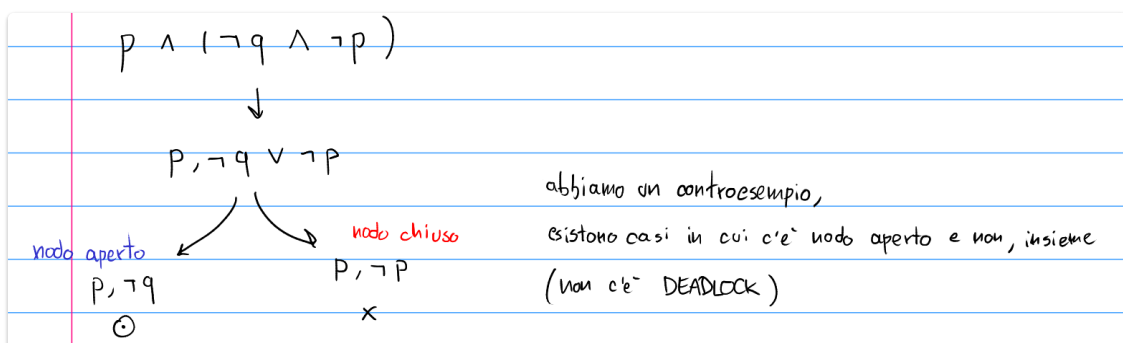 p ∧ (¬q ∧ ¬p)
↓
p, ¬q ∨ ¬p
abbiamo un controesempio,
nodo aperto
nodo chiuso
esistono casi in cui c'è nodo aperto e non, insieme
p, ¬q
p, ¬p
(non c'è DEADLOCK)
⊙
x